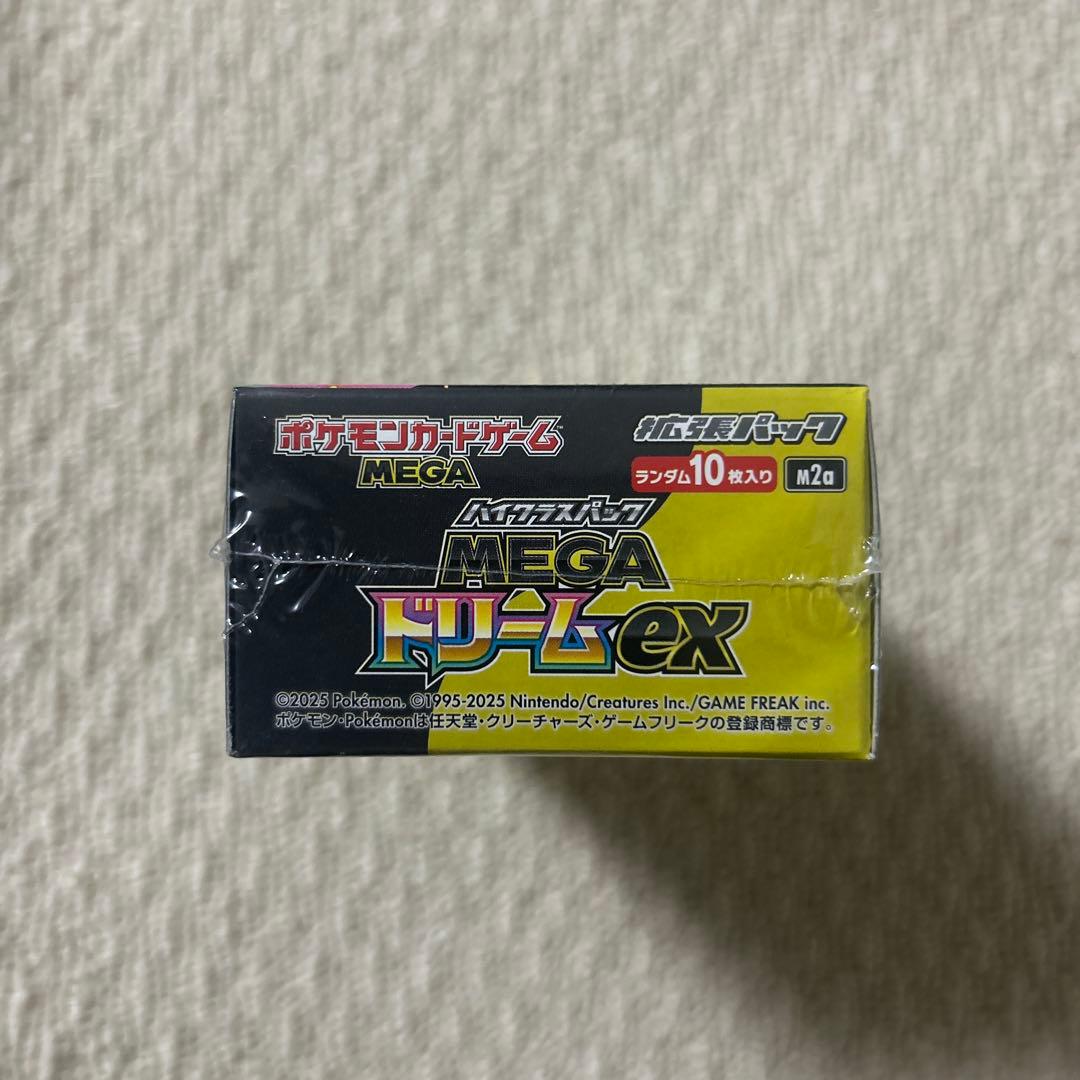 ポケモンカードゲーム™
MEGA
拡張パック
ランダム10枚入り M2a
ハイクラスパック
MEGA
ドリームex
©2025 Pokémon. ©1995-2025 Nintendo/Creatures Inc./GAME FREAK inc.
ポケモン・Pokémonは任天堂・クリーチャーズ・ゲームフリークの登録商標です。